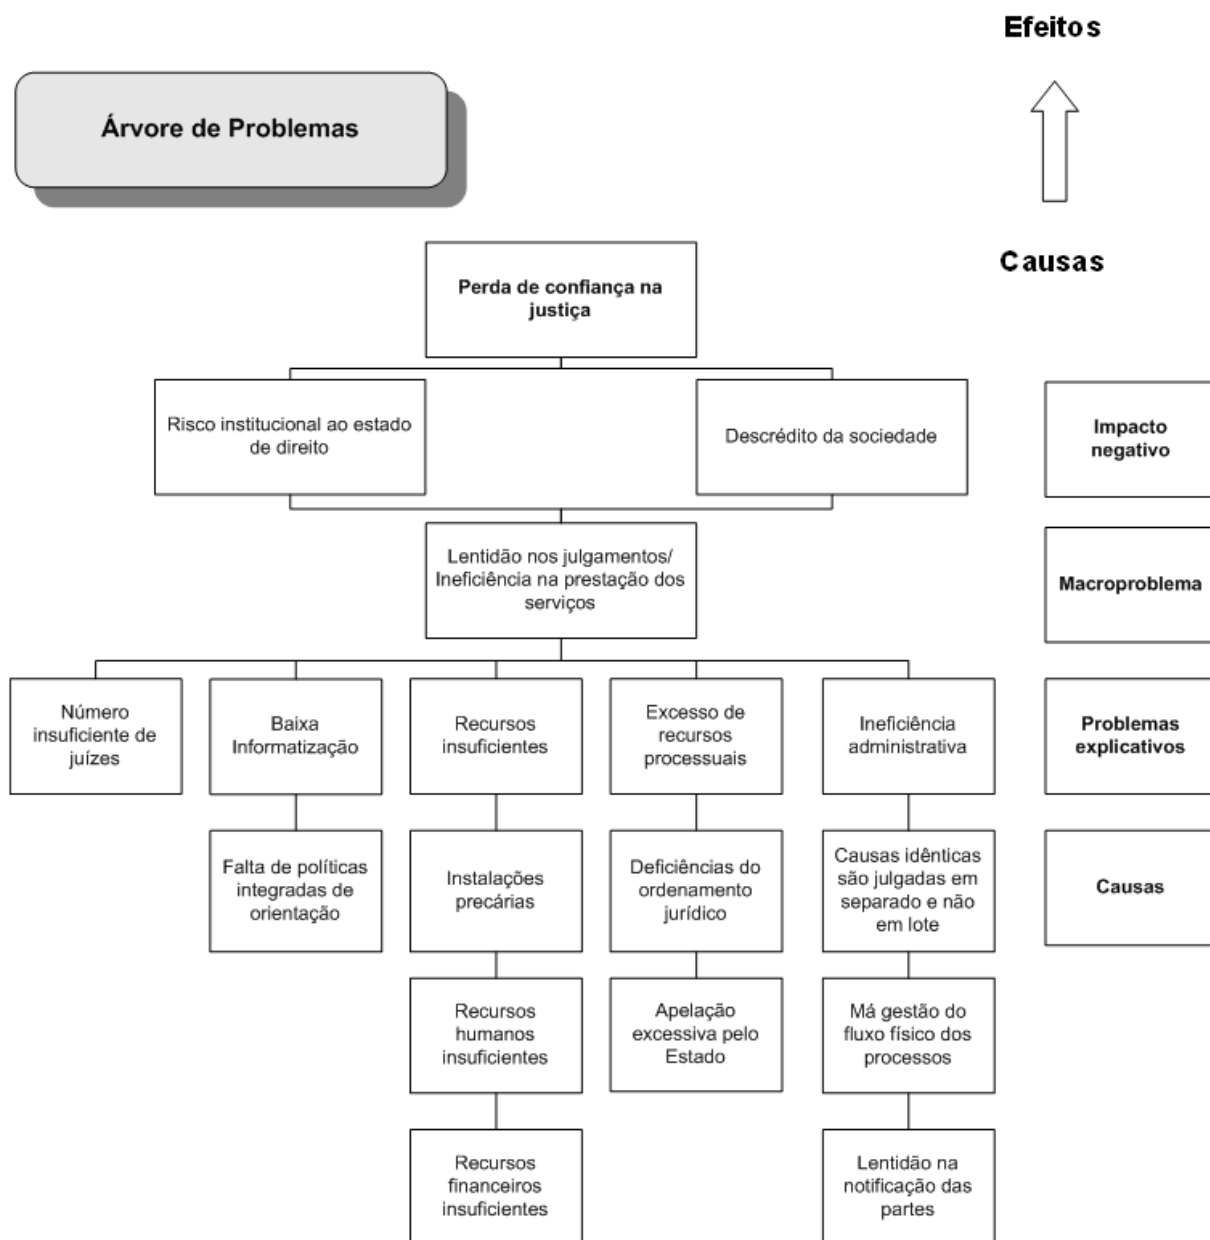 Efeitos
Árvore de Problemas
Causas
Perda de confiança na
justiça
Risco institucional ao estado
de direito
Descrédito da sociedade
Impacto
negativo
Lentidão nos julgamentos/
Ineficiência na prestação dos
serviços
Macroproblema
Número
insuficiente de
juízes
Baixa
Informatização
Recursos
insuficientes
Excesso de
recursos
processuais
Ineficiência
administrativa
Problemas
explicativos
Falta de políticas
integradas de
orientação
Instalações
precárias
Deficiências do
ordenamento
jurídico
Causas idênticas
são julgadas em
separado e não
em lote
Causas
Recursos
humanos
insuficientes
Apelação
excessiva pelo
Estado
Má gestão do
fluxo físico dos
processos
Recursos
financeiros
insuficientes
Lentidão na
notificação das
partes